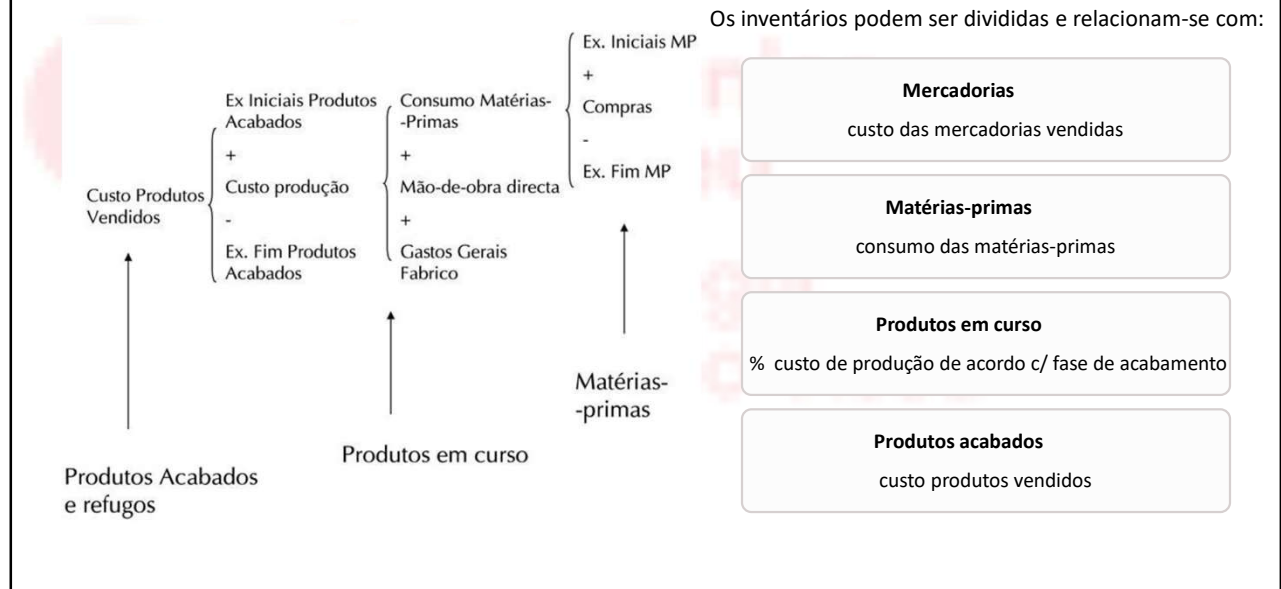 Os inventários podem ser divididas e relacionam-se com:
Custo Produtos
Vendidos
Ex Iniciais Produtos
Acabados
+
Custo produção
-
Ex. Fim Produtos
Acabados
Consumo Matérias-
-Primas
+
Mão-de-obra directa
+
Gastos Gerais
Fabrico
Ex. Iniciais MP
+
Compras
-
Ex. Fim MP
Produtos Acabados
e refugos
Produtos em curso
Matérias-
-primas
Mercadorias
custo das mercadorias vendidas
Matérias-primas
consumo das matérias-primas
Produtos em curso
% custo de produção de acordo c/ fase de acabamento
Produtos acabados
custo produtos vendidos